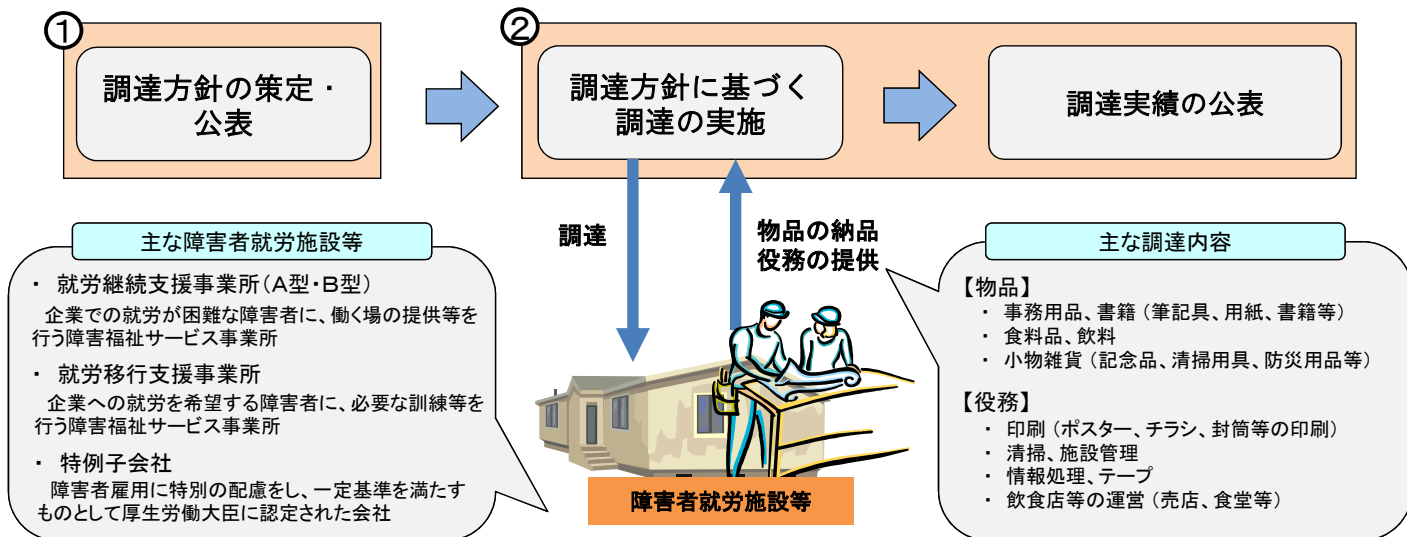 ①
調達方針の策定・
公表
②
調達方針に基づく
調達の実施
調達実績の公表
調達
物品の納品
役務の提供
主な障害者就労施設等
・ 就労継続支援事業所(A型・B型)
企業での就労が困難な障害者に、働く場の提供等を
行う障害福祉サービス事業所
・ 就労移行支援事業所
企業への就労を希望する障害者に、必要な訓練等を
行う障害福祉サービス事業所
・ 特例子会社
障害者雇用に特別の配慮をし、一定基準を満たす
ものとして厚生労働大臣に認定された会社
障害者就労施設等
主な調達内容
【物品】
・ 事務用品、書籍 (筆記具、用紙、書籍等)
・ 食料品、飲料
・ 小物雑貨 (記念品、清掃用具、防災用品等)
【役務】
・ 印刷 (ポスター、チラシ、封筒等の印刷)
・ 清掃、施設管理
・ 情報処理、テープ
・ 飲食店等の運営 (売店、食堂等)